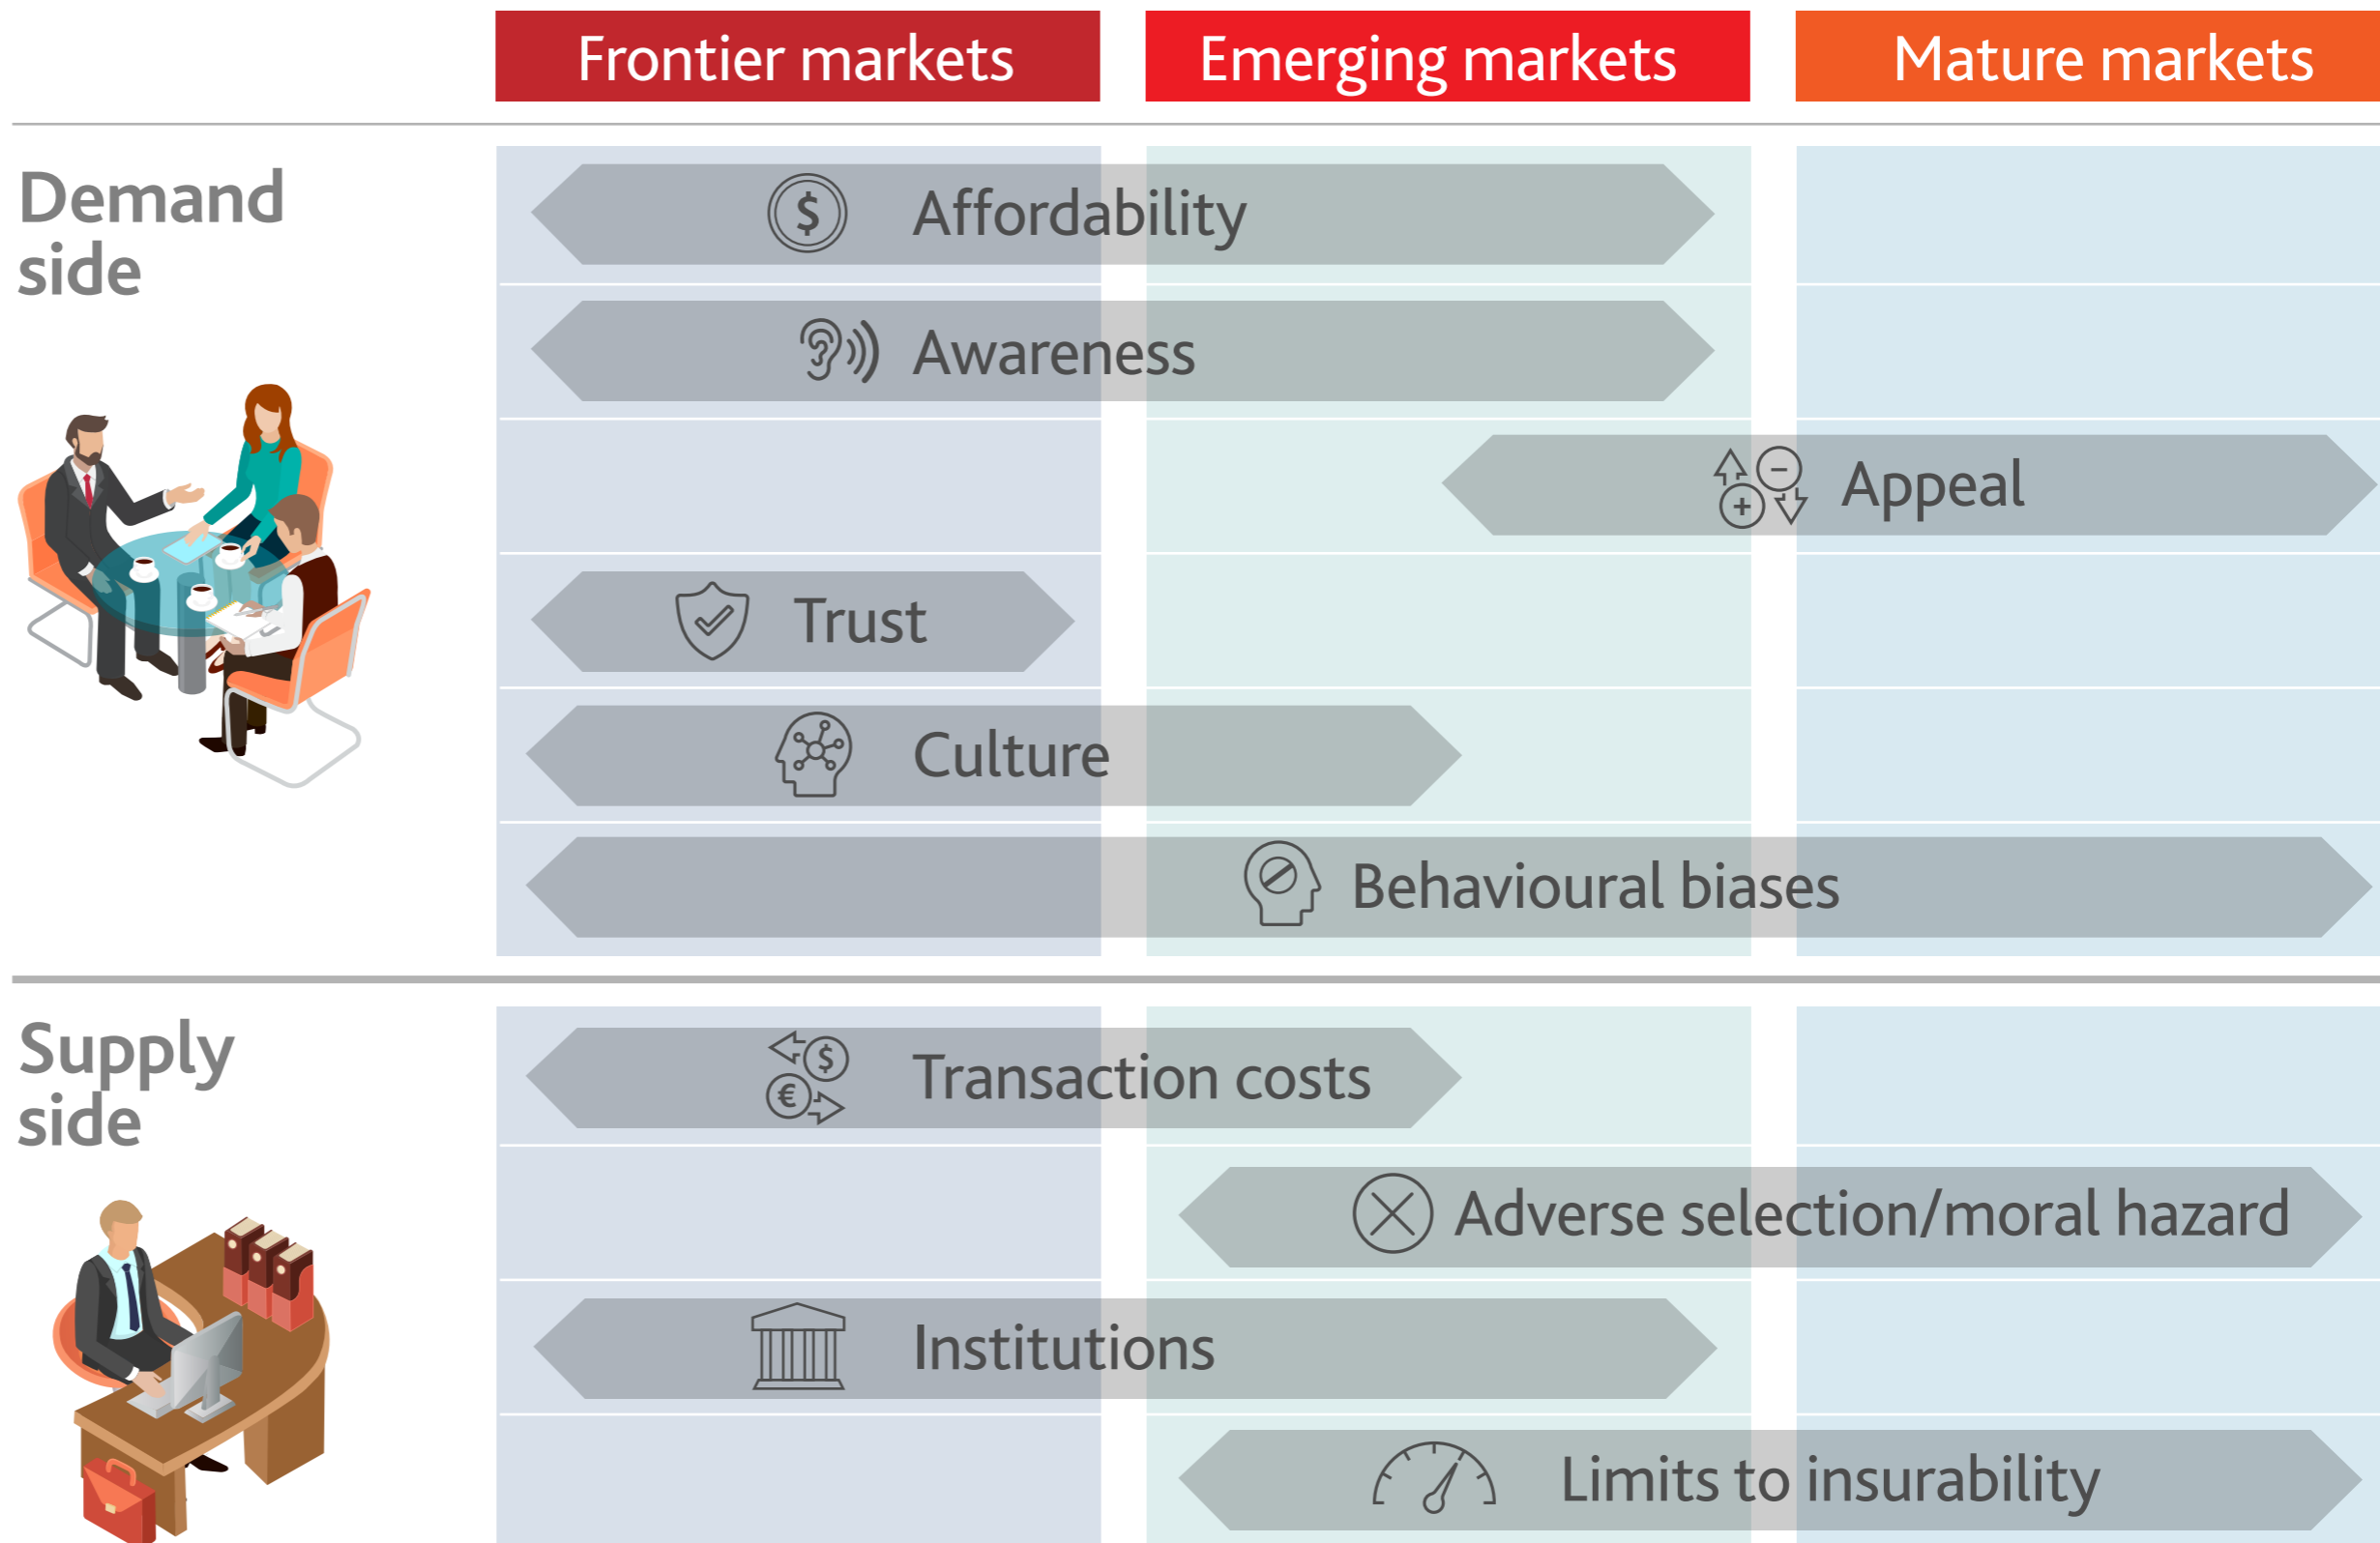 Frontier markets
Emerging markets
Mature markets
Demand
side
$ Affordability
Awareness
− + Appeal
Trust
Culture
Behavioural biases
Supply
side
$ € Transaction costs
Adverse selection/moral hazard
Institutions
Limits to insurability